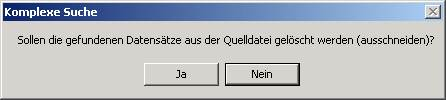 Komplexe Suche
Sollen die gefundenen Datensätze aus der Quelldatei gelöscht werden (ausschneiden)?
Ja
Nein